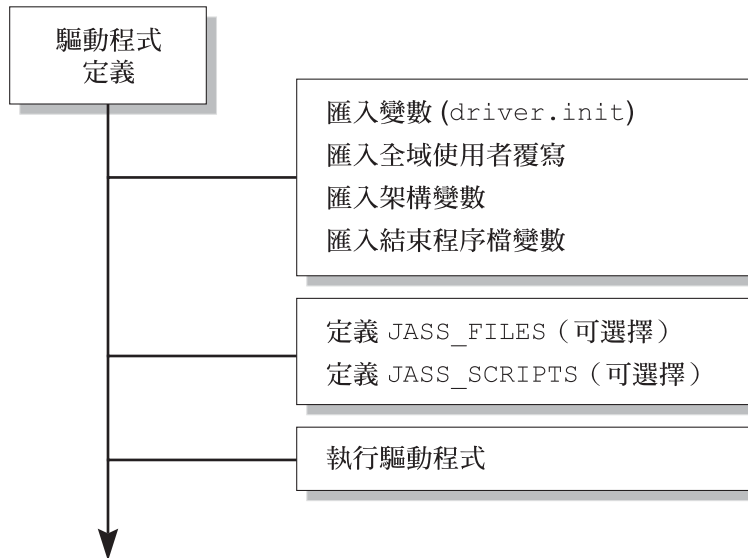 驅動程式
定義
匯入變數 (driver.init)
匯入全域使用者覆寫
匯入架構變數
匯入結束程序檔變數
定義 JASS_FILES（可選擇）
定義 JASS_SCRIPTS（可選擇）
執行驅動程式